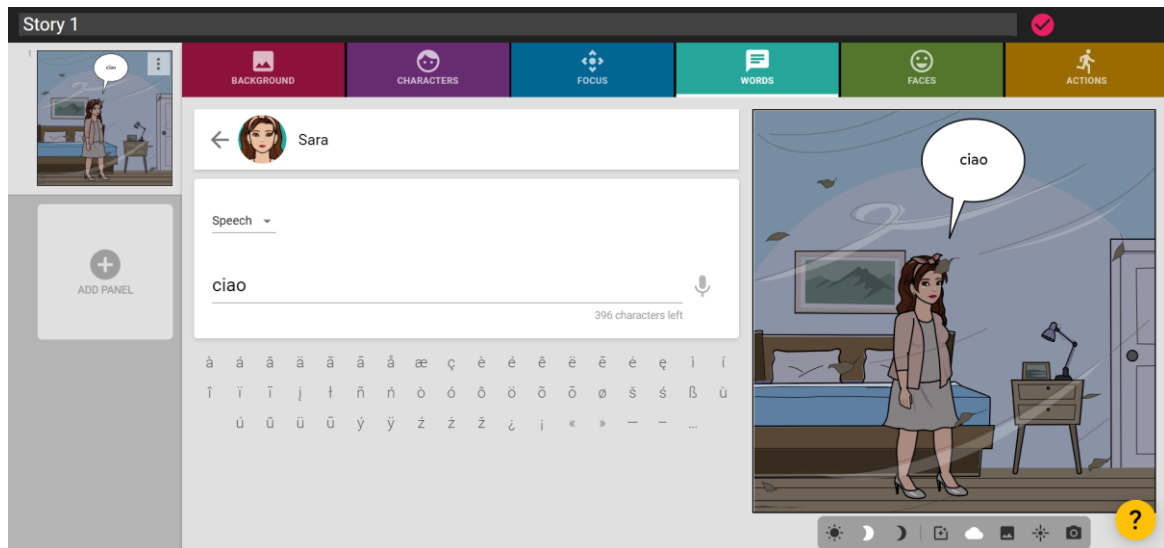 Story 1
1
ciao
BACKGROUND
CHARACTERS
FOCUS
WORDS
FACES
ACTIONS
Sara
ciao
Speech
ADD PANEL
ciao
396 characters left
à á â ä ã ā å æ ç è é ê ë ē ė ę ì í
î ï ī į ł ñ ń ò ó ô ö õ ō ø š ś ß ù
ú û ü ū ý ÿ ź ż ž ¿ ¡ « » — – …
?